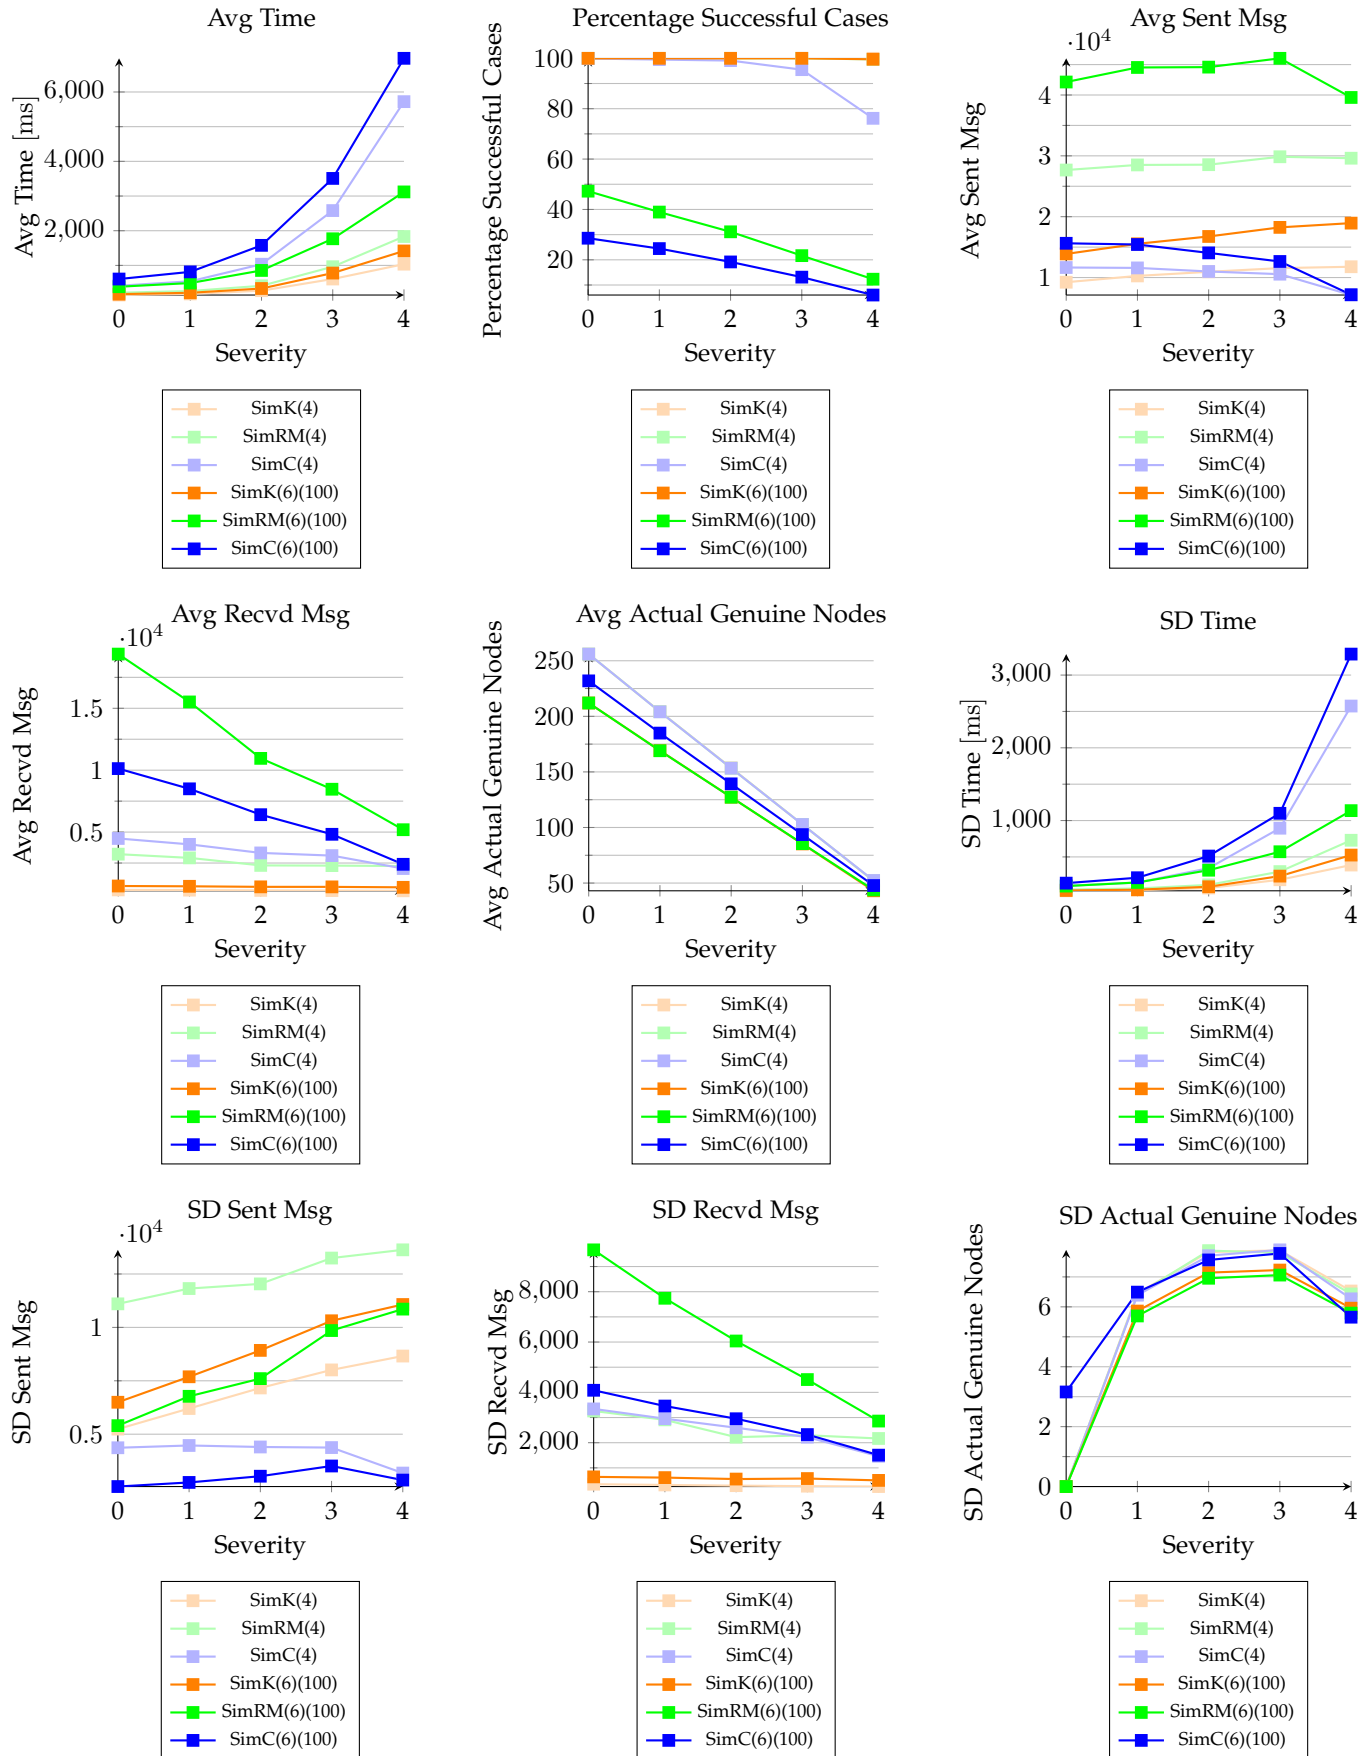 Avg Time
Avg Time [ms]
6,000
4,000
2,000
0 1 2 3 4
Severity
SimK(4)
SimRM(4)
SimC(4)
SimK(6)(100)
SimRM(6)(100)
SimC(6)(100)
Percentage Successful Cases
Percentage Successful Cases
100
80
60
40
20
0 1 2 3 4
Severity
SimK(4)
SimRM(4)
SimC(4)
SimK(6)(100)
SimRM(6)(100)
SimC(6)(100)
Avg Sent Msg
·10⁴
Avg Sent Msg
4
3
2
1
0 1 2 3 4
Severity
SimK(4)
SimRM(4)
SimC(4)
SimK(6)(100)
SimRM(6)(100)
SimC(6)(100)
Avg Recvd Msg
·10⁴
Avg Recvd Msg
1.5
1
0.5
0 1 2 3 4
Severity
SimK(4)
SimRM(4)
SimC(4)
SimK(6)(100)
SimRM(6)(100)
SimC(6)(100)
Avg Actual Genuine Nodes
Avg Actual Genuine Nodes
250
200
150
100
50
0 1 2 3 4
Severity
SimK(4)
SimRM(4)
SimC(4)
SimK(6)(100)
SimRM(6)(100)
SimC(6)(100)
SD Time
SD Time [ms]
3,000
2,000
1,000
0 1 2 3 4
Severity
SimK(4)
SimRM(4)
SimC(4)
SimK(6)(100)
SimRM(6)(100)
SimC(6)(100)
SD Sent Msg
·10⁴
SD Sent Msg
1
0.5
0 1 2 3 4
Severity
SimK(4)
SimRM(4)
SimC(4)
SimK(6)(100)
SimRM(6)(100)
SimC(6)(100)
SD Recvd Msg
SD Recvd Msg
8,000
6,000
4,000
2,000
0 1 2 3 4
Severity
SimK(4)
SimRM(4)
SimC(4)
SimK(6)(100)
SimRM(6)(100)
SimC(6)(100)
SD Actual Genuine Nodes
SD Actual Genuine Nodes
6
4
2
0
0 1 2 3 4
Severity
SimK(4)
SimRM(4)
SimC(4)
SimK(6)(100)
SimRM(6)(100)
SimC(6)(100)